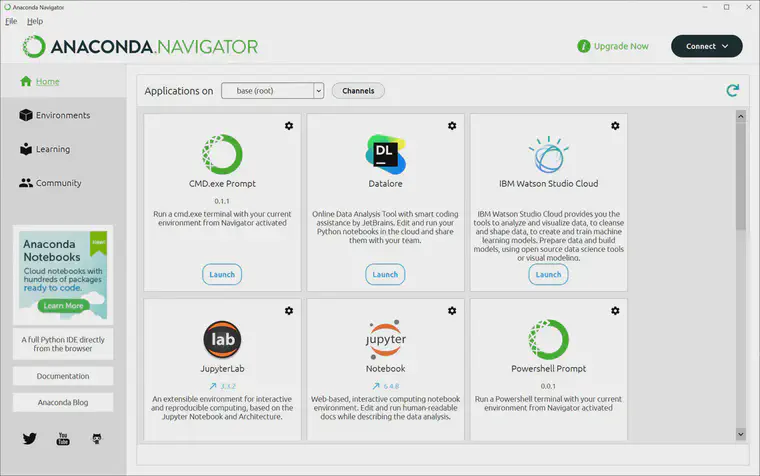 Anaconda Navigator
File Help
ANACONDA.NAVIGATOR
i Upgrade Now
Connect
Home
Environments
Learning
Community
Anaconda
Notebooks
New!
Cloud notebooks with
hundreds of packages
ready to code.
Learn More
A full Python IDE directly
from the browser
Documentation
Anaconda Blog
You
Tube
Applications on base (root) Channels
CMD.exe Prompt
0.1.1
Run a cmd.exe terminal with your current
environment from Navigator activated
Launch
DL
Datalore
Online Data Analysis Tool with smart coding
assistance by JetBrains. Edit and run your
Python notebooks in the cloud and share
them with your team.
Launch
IBM Watson Studio Cloud
IBM Watson Studio Cloud provides you the
tools to analyze and visualize data, to cleanse
and shape data, to create and train machine
learning models. Prepare data and build
models, using open source data science tools
or visual modeling.
Launch
lab
JupyterLab
3.3.2
An extensible environment for interactive
and reproducible computing, based on the
Jupyter Notebook and Architecture.
jupyter
Notebook
6.4.8
Web-based, interactive computing notebook
environment. Edit and run human-readable
docs while describing the data analysis.
Powershell Prompt
0.0.1
Run a Powershell terminal with your current
environment from Navigator activated